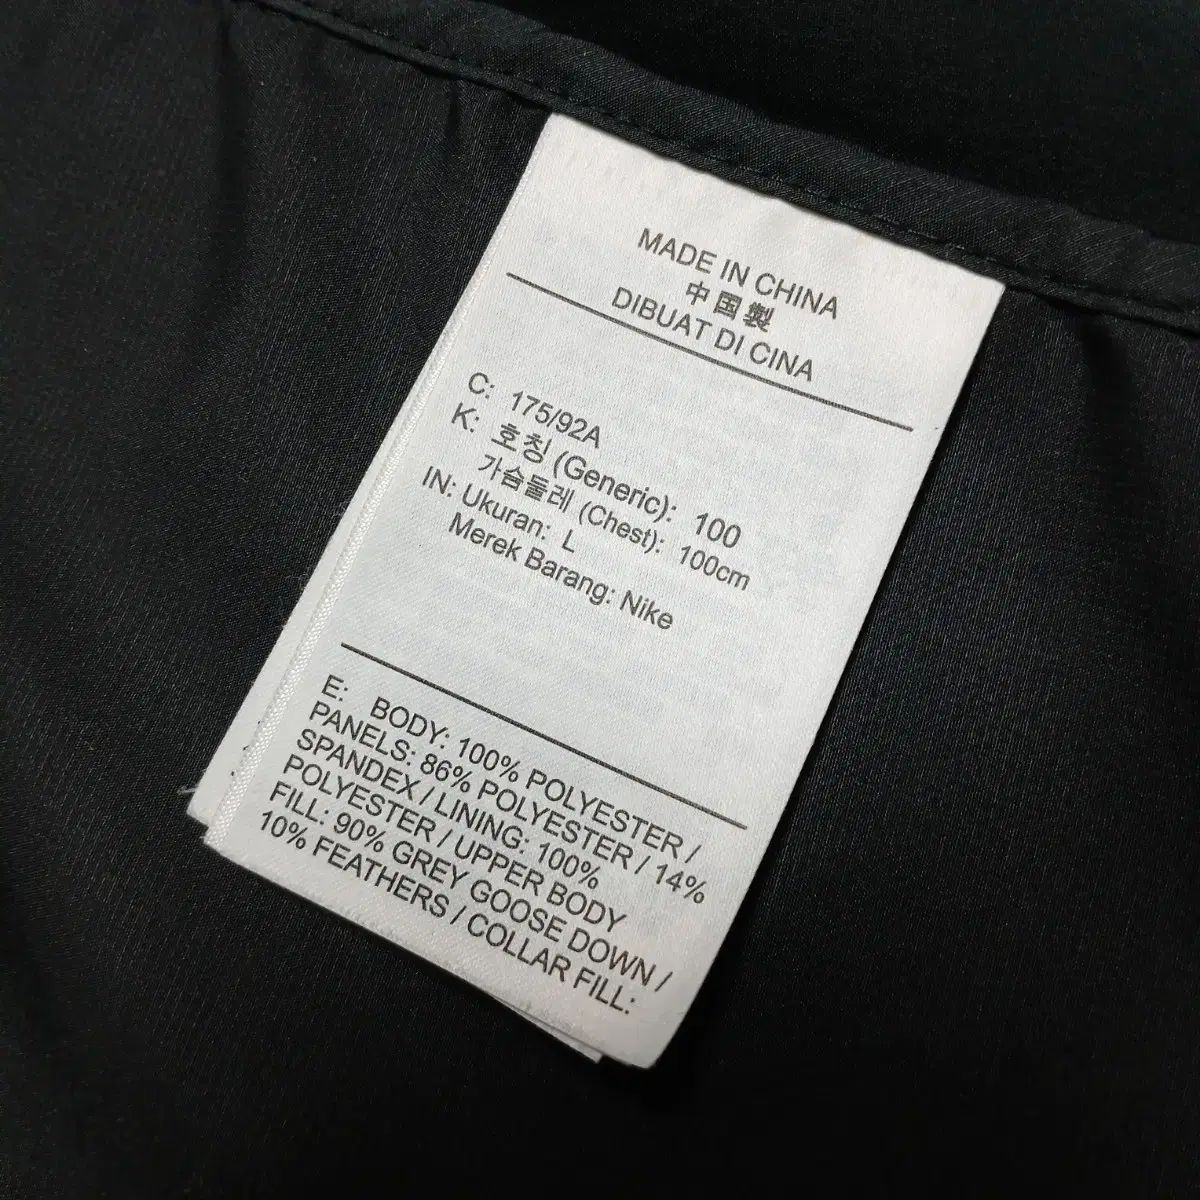 MADE IN CHINA
中国製
DIBUAT DI CINA
C: 175/92A
K: 호칭 (Generic): 100
가슴둘레 (Chest): 100cm
IN: Ukuran: L
Merek Barang: Nike
E: BODY: 100% POLYESTER /
PANELS: 86% POLYESTER / 14%
SPANDEX / LINING: 100%
POLYESTER / UPPER BODY
FILL: 90% GREY GOOSE DOWN /
10% FEATHERS / COLLAR FILL: